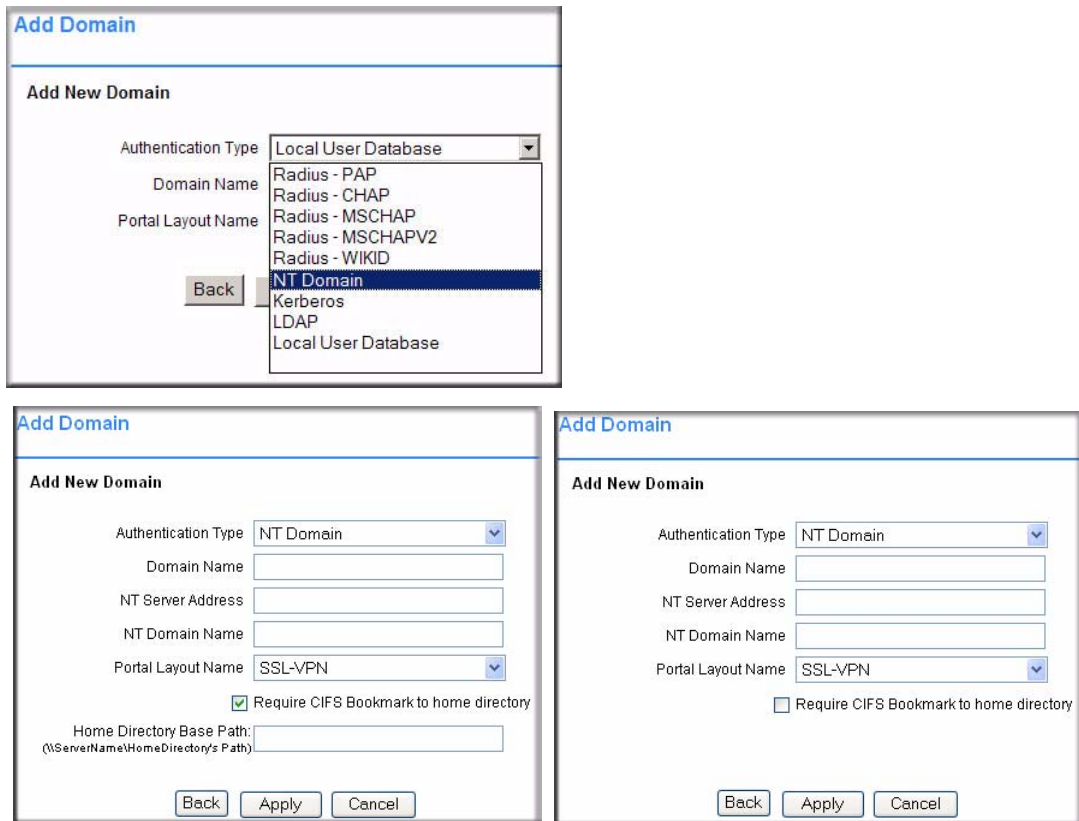 Add Domain
Add New Domain
Authentication Type Local User Database
Domain Name
Portal Layout Name
Radius - PAP
Radius - CHAP
Radius - MSCHAP
Radius - MSCHAPV2
Radius - WIKID
NT Domain
Kerberos
LDAP
Local User Database
Back
Add Domain
Add New Domain
Authentication Type NT Domain
Domain Name
NT Server Address
NT Domain Name
Portal Layout Name SSL-VPN
Require CIFS Bookmark to home directory
Home Directory Base Path:
(\\ServerName\HomeDirectory's Path)
Back Apply Cancel
Add Domain
Add New Domain
Authentication Type NT Domain
Domain Name
NT Server Address
NT Domain Name
Portal Layout Name SSL-VPN
Require CIFS Bookmark to home directory
Back Apply Cancel